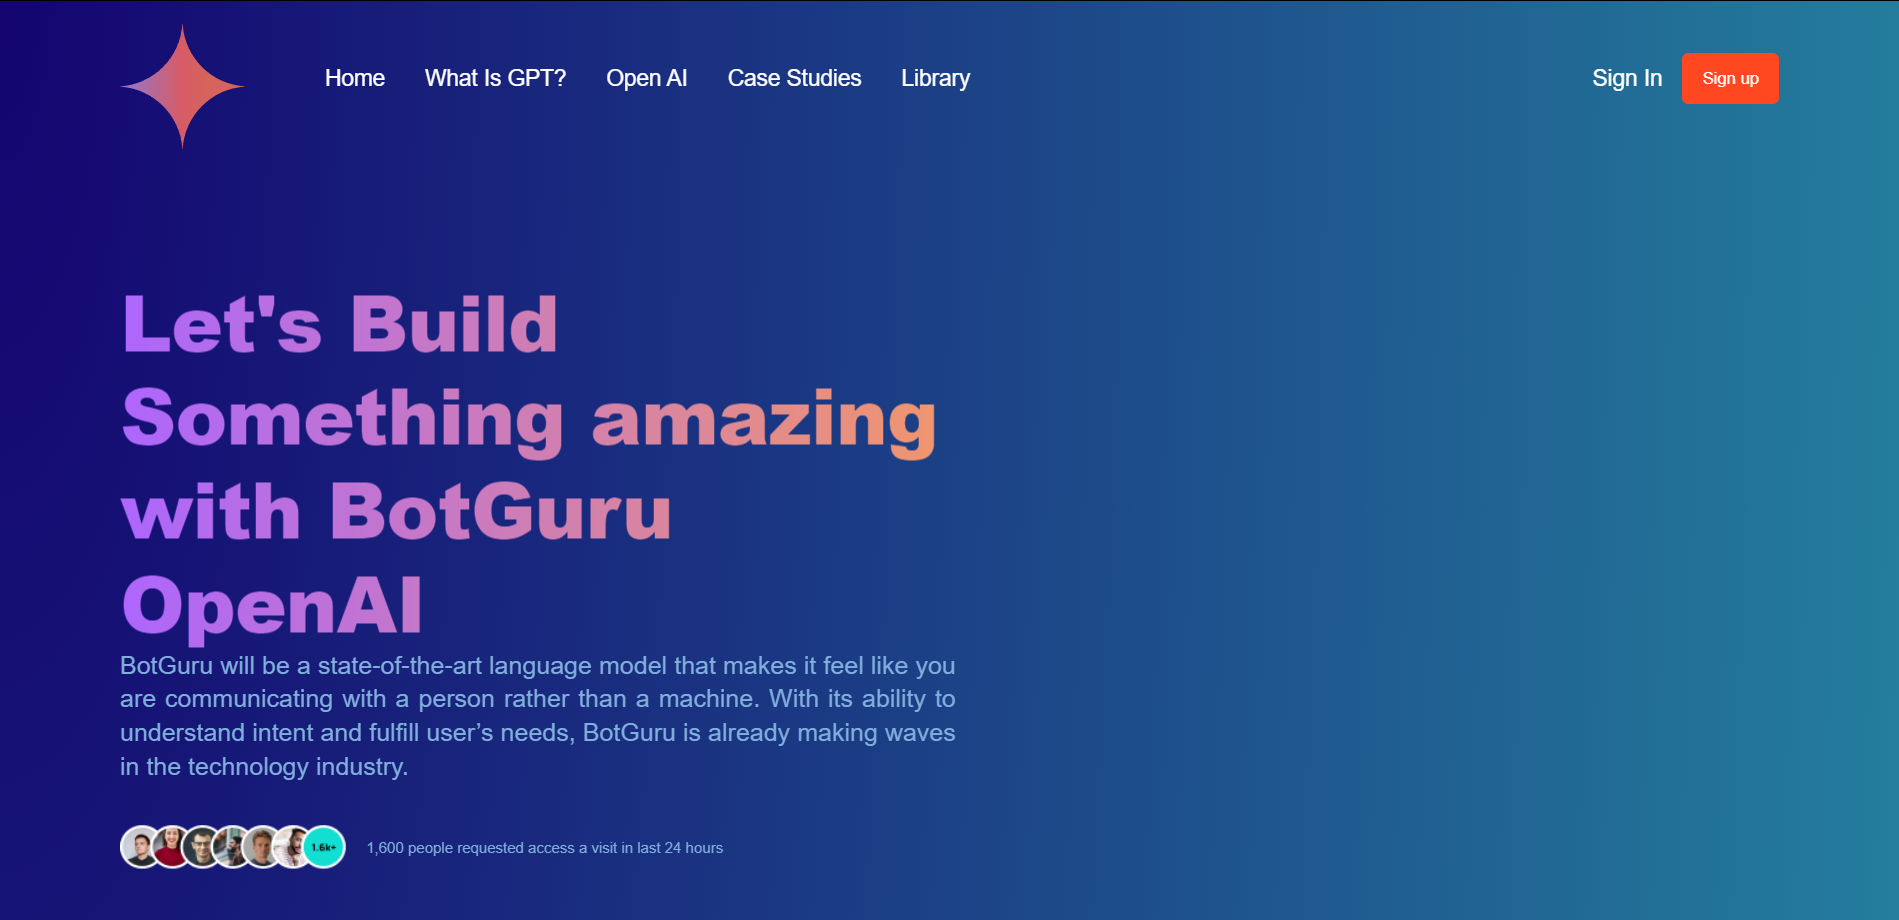 Home What Is GPT? Open AI Case Studies Library Sign In Sign up
Let's Build
Something amazing
with BotGuru
OpenAI
BotGuru will be a state-of-the-art language model that makes it feel like you
are communicating with a person rather than a machine. With its ability to
understand intent and fulfill user’s needs, BotGuru is already making waves
in the technology industry.
1.6k+ 1,600 people requested access a visit in last 24 hours